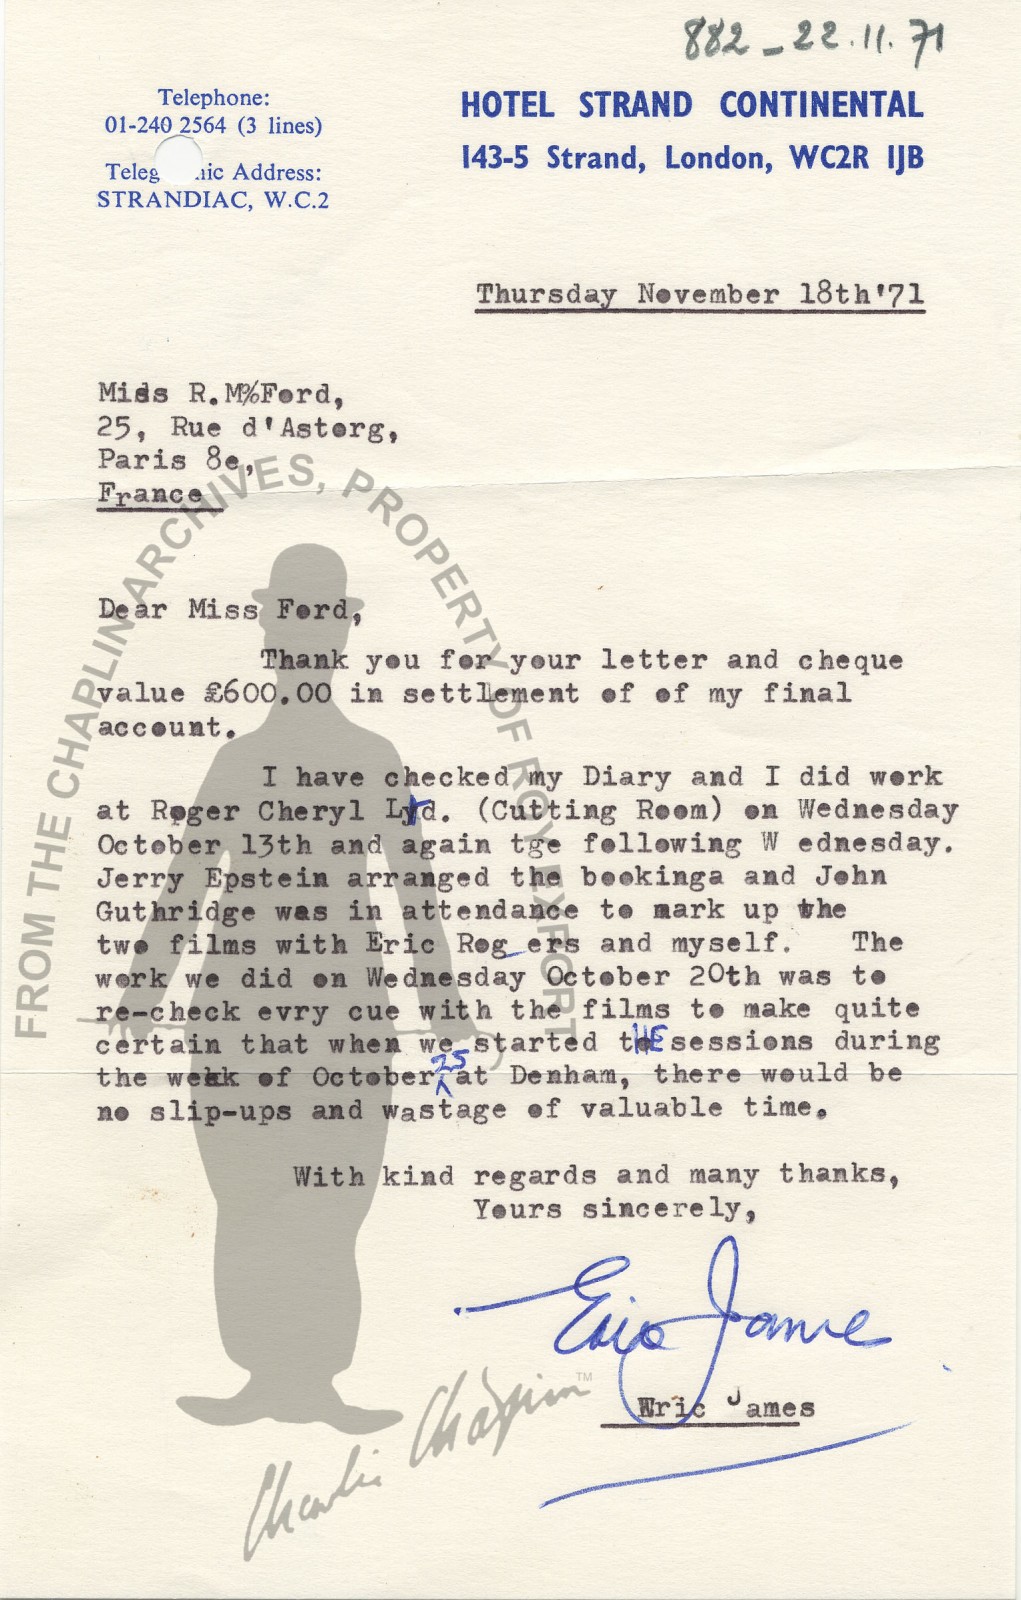 882 - 22.11.71
Telephone:
01-240 2564 (3 lines)
Teleg   ic Address:
STRANDIAC, W.C.2
HOTEL STRAND CONTINENTAL
143-5 Strand, London, WC2R 1JB
Thursday November 18th'71
Miss R. M% Ford,
25, Rue d'Astorg,
Paris 8e,
France
Dear Miss Ford,
Thank you for your letter and cheque
value £600.00 in settlement of of my final
account.
I have checked my Diary and I did work
at Roger Cheryl Ltd. (Cutting Room) on Wednesday
October 13th and again tge following W ednesday.
Jerry Epstein arranged the bookinga and John
Guthridge was in attendance to mark up the
two films with Eric Rog ers and myself. The
work we did on Wednesday October 20th was to
re-check evry cue with the films to make quite
certain that when we started tHE sessions during
the week of October 25 at Denham, there would be
no slip-ups and wastage of valuable time.
With kind regards and many thanks,
Yours sincerely,
Eric James
Wric James
FROM THE CHAPLIN ARCHIVES, PROPERTY OF ROY EXPORT
Charlie Chaplin™